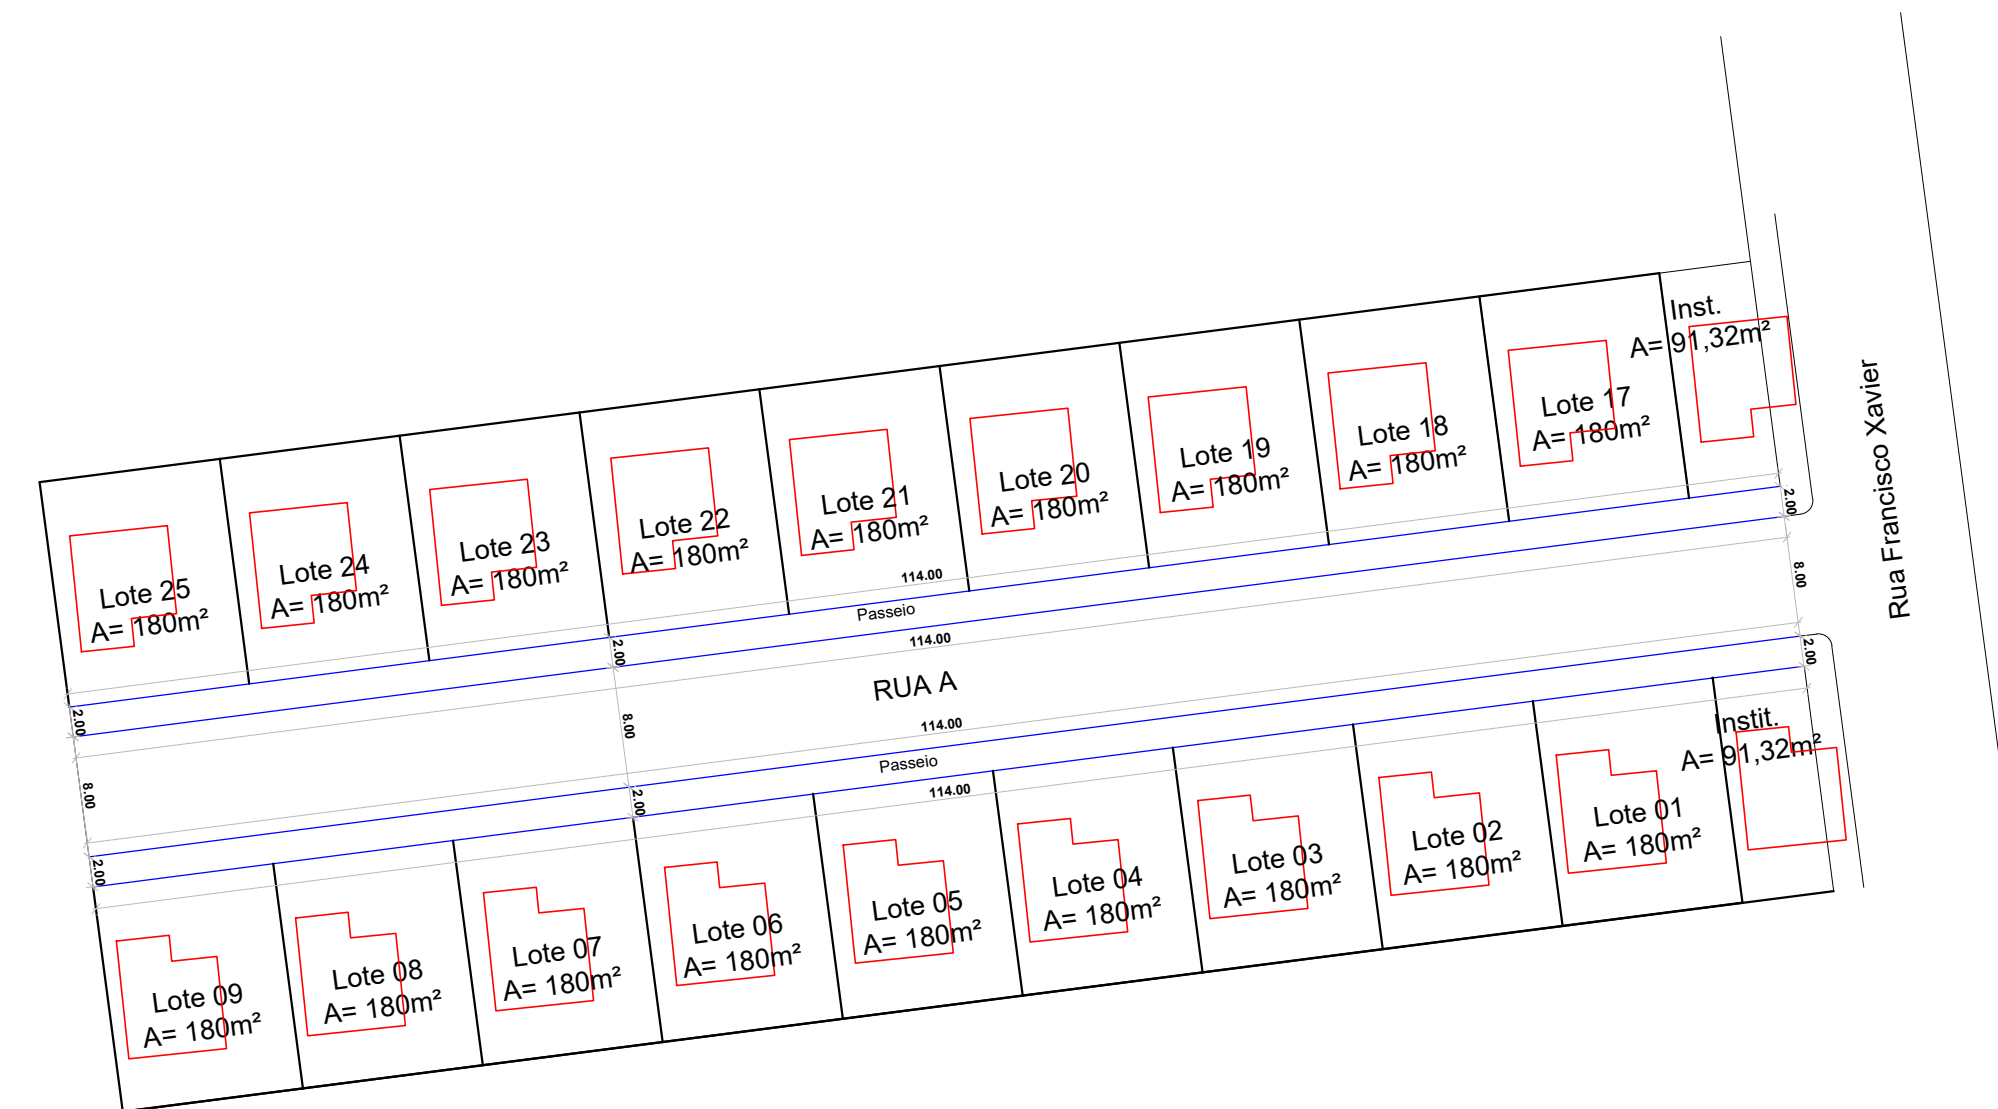 Inst.
A= 91,32m²
Lote 17
A= 180m²
Lote 18
A= 180m²
Lote 19
A= 180m²
Lote 20
A= 180m²
Lote 21
A= 180m²
Lote 22
A= 180m²
Lote 23
A= 180m²
Lote 24
A= 180m²
Lote 25
A= 180m²
Rua Francisco Xavier
114.00
Passeio
114.00
2.00
2.00
2.00
RUA A
8.00
8.00
8.00
114.00
Passeio
114.00
2.00
2.00
2.00
Instit.
A= 91,32m²
Lote 01
A= 180m²
Lote 02
A= 180m²
Lote 03
A= 180m²
Lote 04
A= 180m²
Lote 05
A= 180m²
Lote 06
A= 180m²
Lote 07
A= 180m²
Lote 08
A= 180m²
Lote 09
A= 180m²